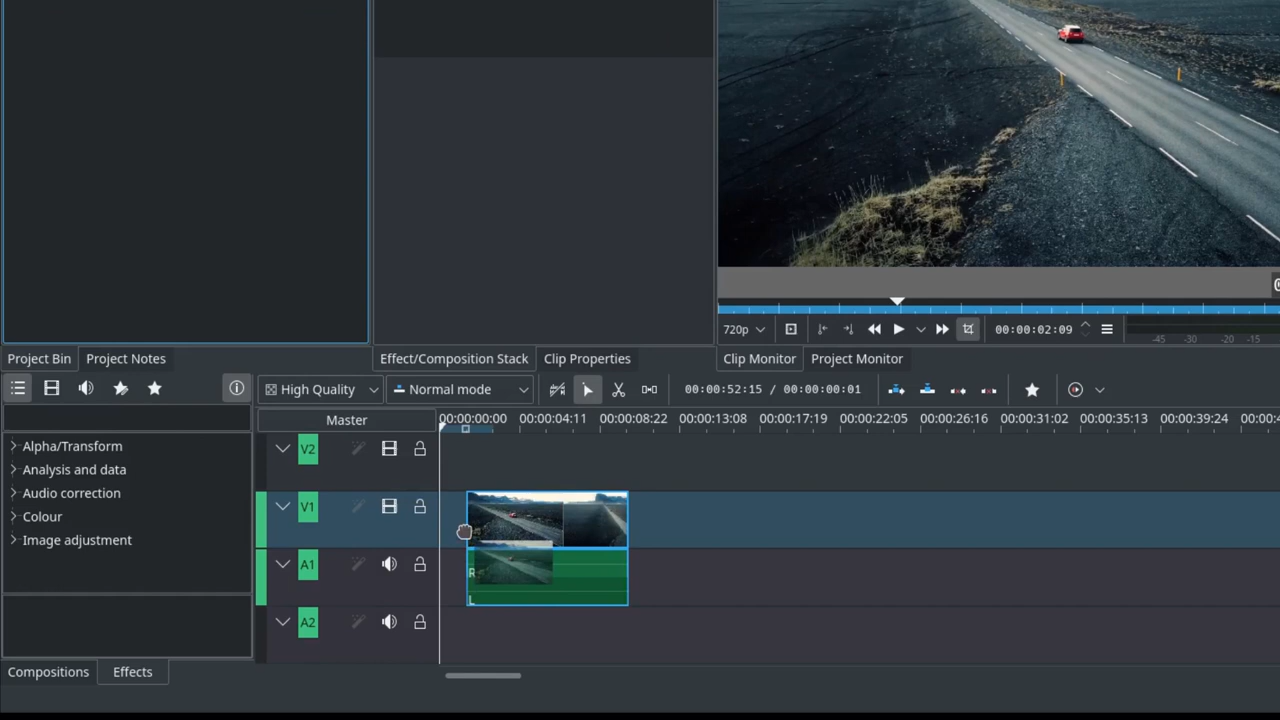 0
720p
00:00:02:09
-45 -30 -20 -15
Project Bin Project Notes Effect/Composition Stack Clip Properties Clip Monitor Project Monitor
High Quality Normal mode 00:00:52:15 / 00:00:00:01
Master 00:00:00:00 00:00:04:11 00:00:08:22 00:00:13:08 00:00:17:19 00:00:22:05 00:00:26:16 00:00:31:02 00:00:35:13 00:00:39:24 00:00:4
Alpha/Transform
V2
Analysis and data
Audio correction
V1
Colour
Image adjustment
A1
R
L
A2
Compositions Effects